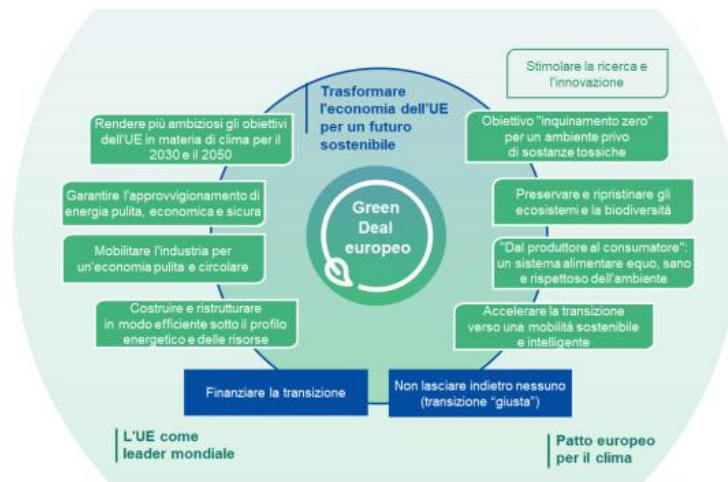 Stimolare la ricerca e
l'innovazione
Trasformare
l'economia dell'UE
per un futuro
sostenibile
Rendere più ambiziosi gli obiettivi
dell'UE in materia di clima per il
2030 e il 2050
Obiettivo "inquinamento zero"
per un ambiente privo
di sostanze tossiche
Garantire l'approvvigionamento di
energia pulita, economica e sicura
Preservare e ripristinare gli
ecosistemi e la biodiversità
Green
Deal
europeo
Mobilitare l'industria per
un'economia pulita e circolare
"Dal produttore al consumatore":
un sistema alimentare equo, sano
e rispettoso dell'ambiente
Costruire e ristrutturare
in modo efficiente sotto il profilo
energetico e delle risorse
Accelerare la transizione
verso una mobilità sostenibile
e intelligente
Finanziare la transizione
Non lasciare indietro nessuno
(transizione "giusta")
L'UE come
leader mondiale
Patto europeo
per il clima